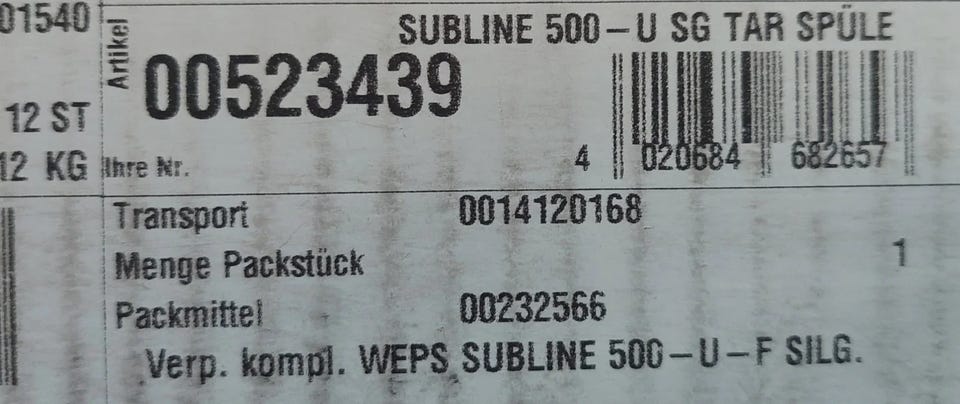 01540
12 ST
12 KG
Artikel
SUBLINE 500-U SG TAR SPÜLE
00523439
4 020684 682657
Ihre Nr.
Transport 0014120168
Menge Packstück 1
Packmittel 00232566
Verp. kompl. WEPS SUBLINE 500-U-F SILG.